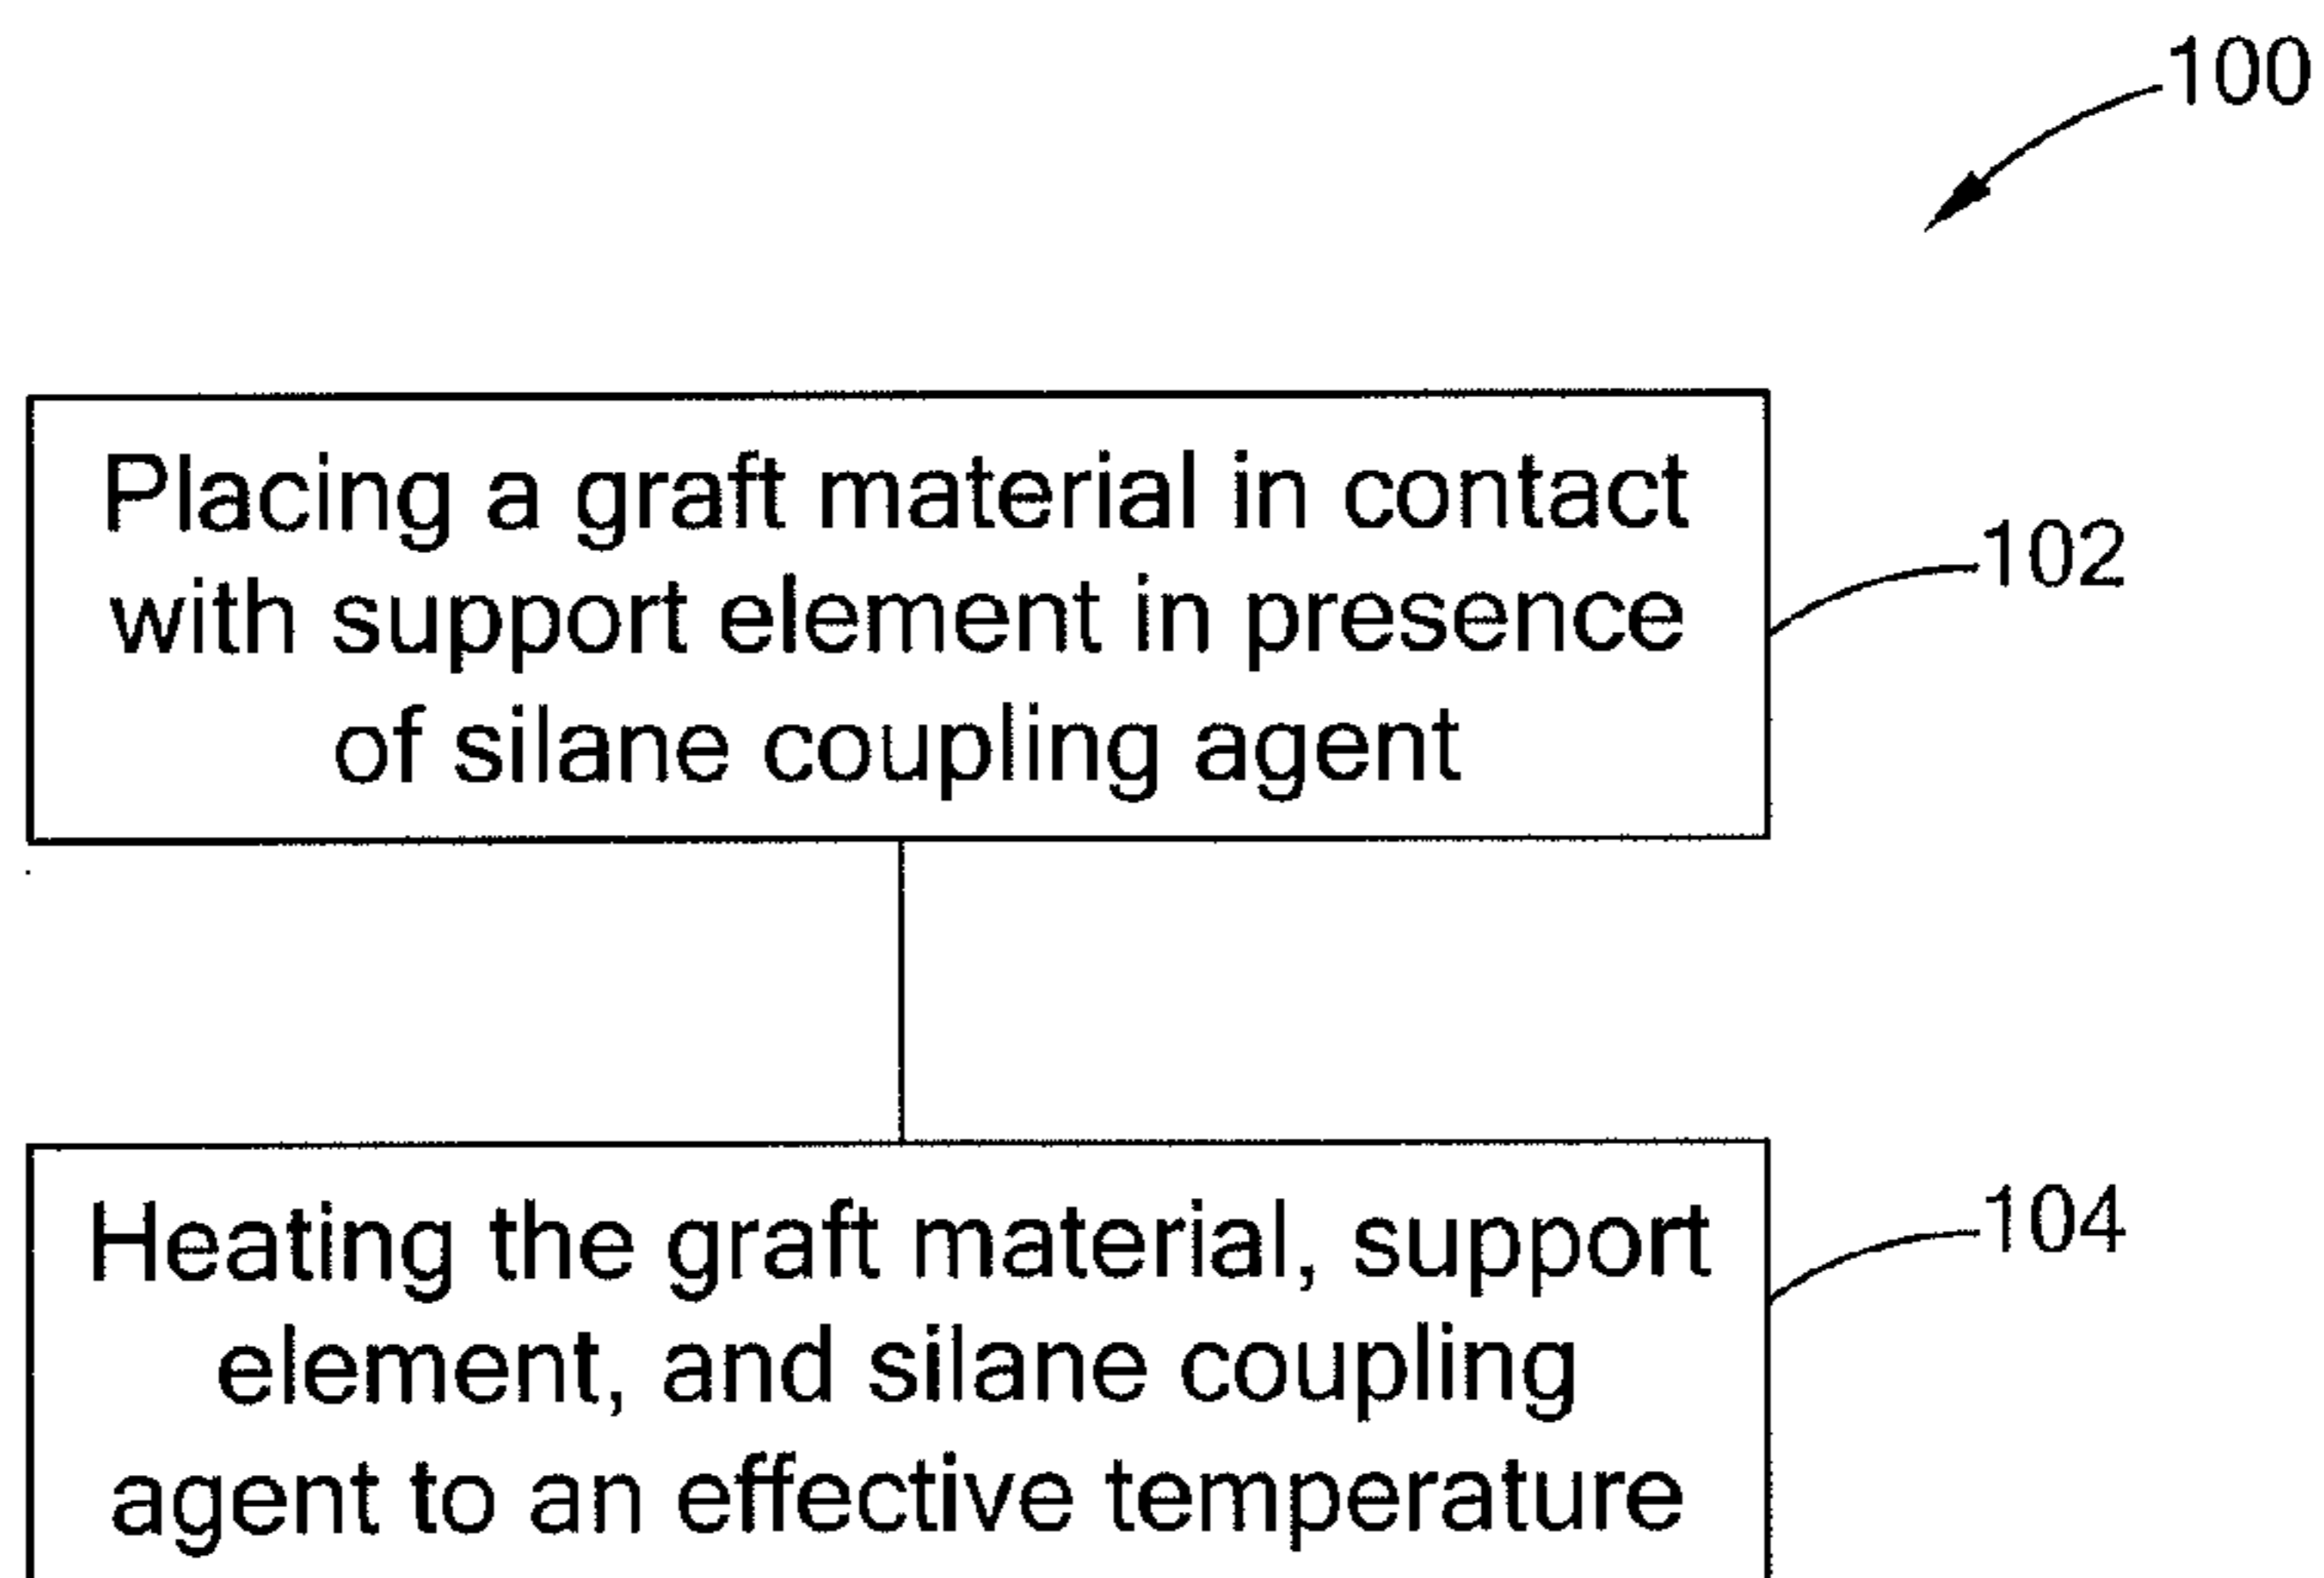 100
Placing a graft material in contact
with support element in presence
of silane coupling agent
102
Heating the graft material, support
element, and silane coupling
agent to an effective temperature
104